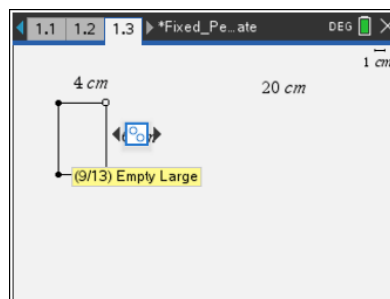 1.1 1.2 1.3 *Fixed_Pe...ate DEG
1 cm
4 cm 20 cm
(9/13) Empty Large